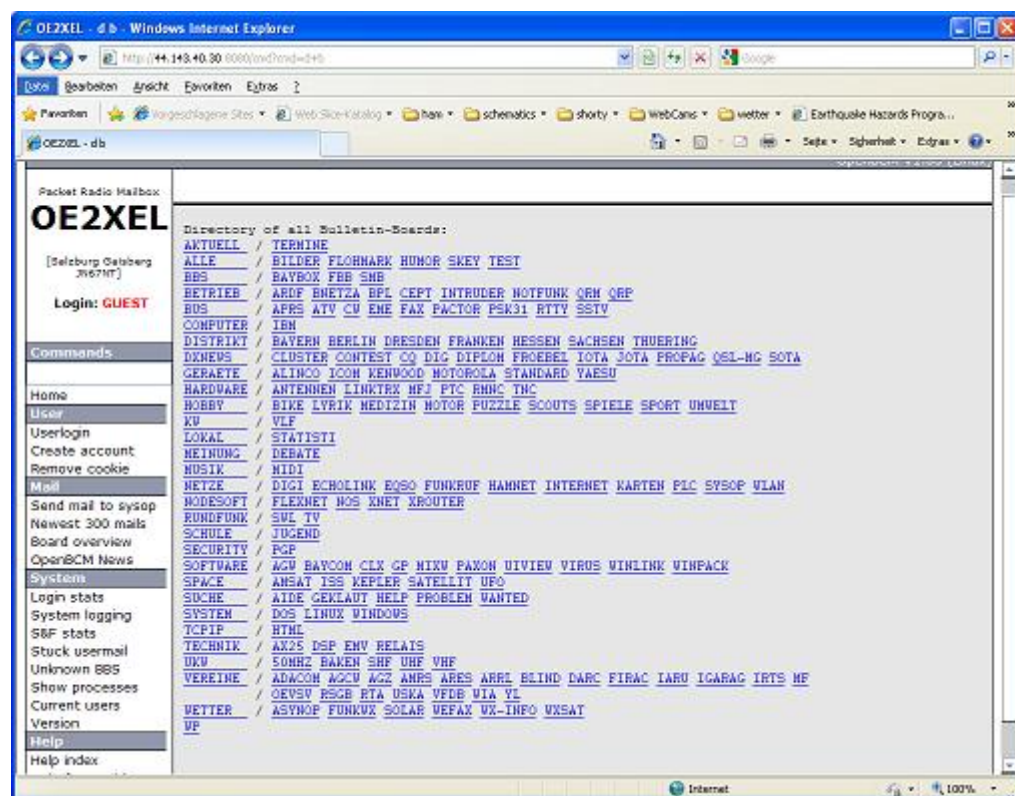 OE2XEL - d b - Windows Internet Explorer
http://44.143.40.30:8080/cmd?cmd=d+b
Google
Datei Bearbeiten Ansicht Favoriten Extras ?
Favoriten Vorgeschlagene Sites Web Slice-Katalog ham schematics shorty WebCams wetter Earthquake Hazards Progra...
OE2XEL - db
Seite Sicherheit Extras
Packet Radio Mailbox
OE2XEL
[Salzburg Gaisberg
JN67NT]
Login: GUEST
Commands
Home
User
Userlogin
Create account
Remove cookie
Mail
Send mail to sysop
Newest 300 mails
Board overview
OpenBCM News
System
Login stats
System logging
S&F stats
Stuck usermail
Unknown BBS
Show processes
Current users
Version
Help
Help index
Directory of all Bulletin-Boards:
AKTUELL / TERMINE
ALLE / BILDER FLOHMARK HUMOR SKEY TEST
BBS / BAYBOX FBB SMB
BETRIEB / ARDF BNETZA BPL CEPT INTRUDER NOTFUNK QRM QRP
BUS / APRS ATV CW EME FAX PACTOR PSK31 RTTY SSTV
COMPUTER / IBM
DISTRIKT / BAYERN BERLIN DRESDEN FRANKEN HESSEN SACHSEN THUERING
DXNEWS / CLUSTER CONTEST CQ DIG DIPLOM FROEBEL IOTA JOTA PROPAG QSL-MG SOTA
GERAETE / ALINCO ICOM KENWOOD MOTOROLA STANDARD YAESU
HARDWARE / ANTENNEN LINKTRX MFJ PTC RMNC TNC
HOBBY / BIKE LYRIK MEDIZIN MOTOR PUZZLE SCOUTS SPIELE SPORT UMWELT
KW / VLF
LOKAL / STATISTI
MEINUNG / DEBATE
MUSIK / MIDI
NETZE / DIGI ECHOLINK EQSO FUNKRUF HAMNET INTERNET KARTEN PLC SYSOP WLAN
NODESOFT / FLEXNET NOS XNET XROUTER
RUNDFUNK / SWL TV
SCHULE / JUGEND
SECURITY / PGP
SOFTWARE / AGW BAYCOM CLX GP MIXW PAXON UIVIEW VIRUS WINLINK WINPACK
SPACE / AMSAT ISS KEPLER SATELLIT UFO
SUCHE / AIDE GEKLAUT HELP PROBLEM WANTED
SYSTEM / DOS LINUX WINDOWS
TCPIP / HTML
TECHNIK / AX25 DSP EMV RELAIS
UKW / 50MHZ BAKEN SHF UHF VHF
VEREINE / ADACOM AGCW AGZ AMRS ARES ARRL BLIND DARC FIRAC IARU IGARAG IRTS MF
/ OEVSV RSGB RTA USKA VFDB WIA YL
WETTER / ASYNOP FUNKWX SOLAR WEFAX WX-INFO WXSAT
WP
Internet
100%